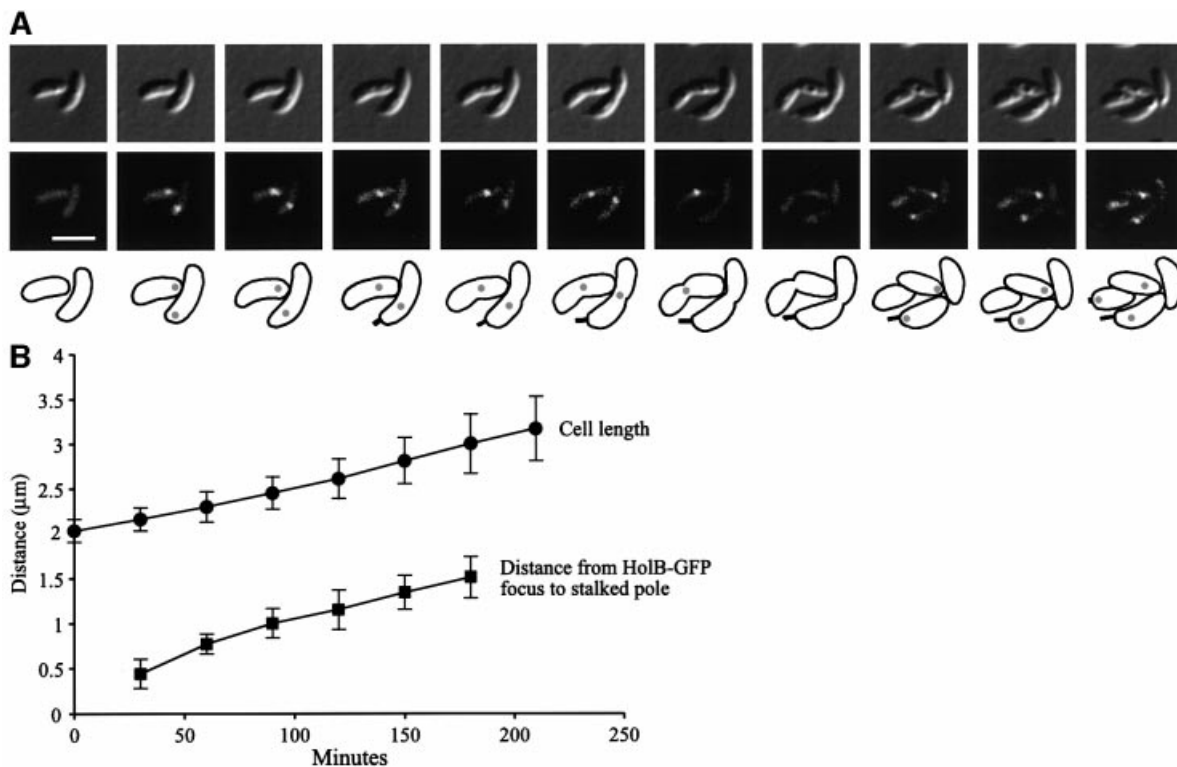 A
B
4
3.5
3
2.5
2
1.5
1
0.5
0
Distance (μm)
Cell length
Distance from HolB-GFP
focus to stalked pole
0
50
100
150
200
250
Minutes